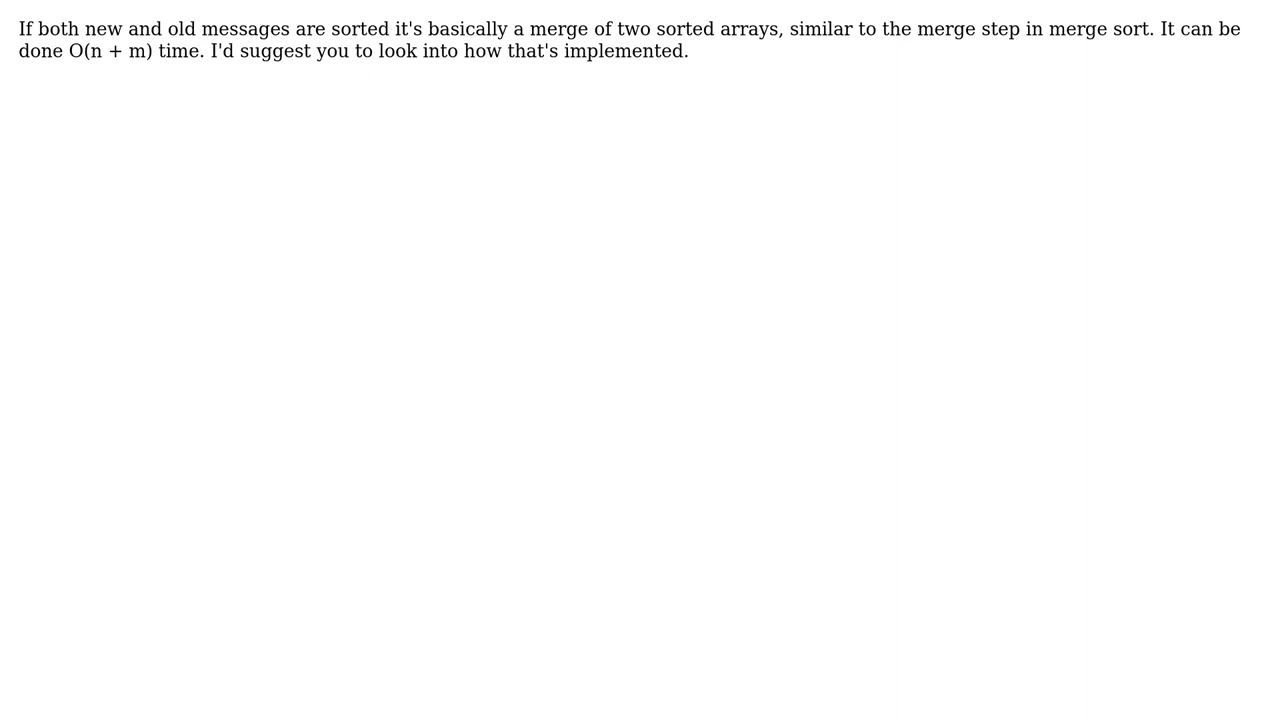 If both new and old messages are sorted it's basically a merge of two sorted arrays, similar to the merge step in merge sort. It can be
done O(n + m) time. I'd suggest you to look into how that's implemented.